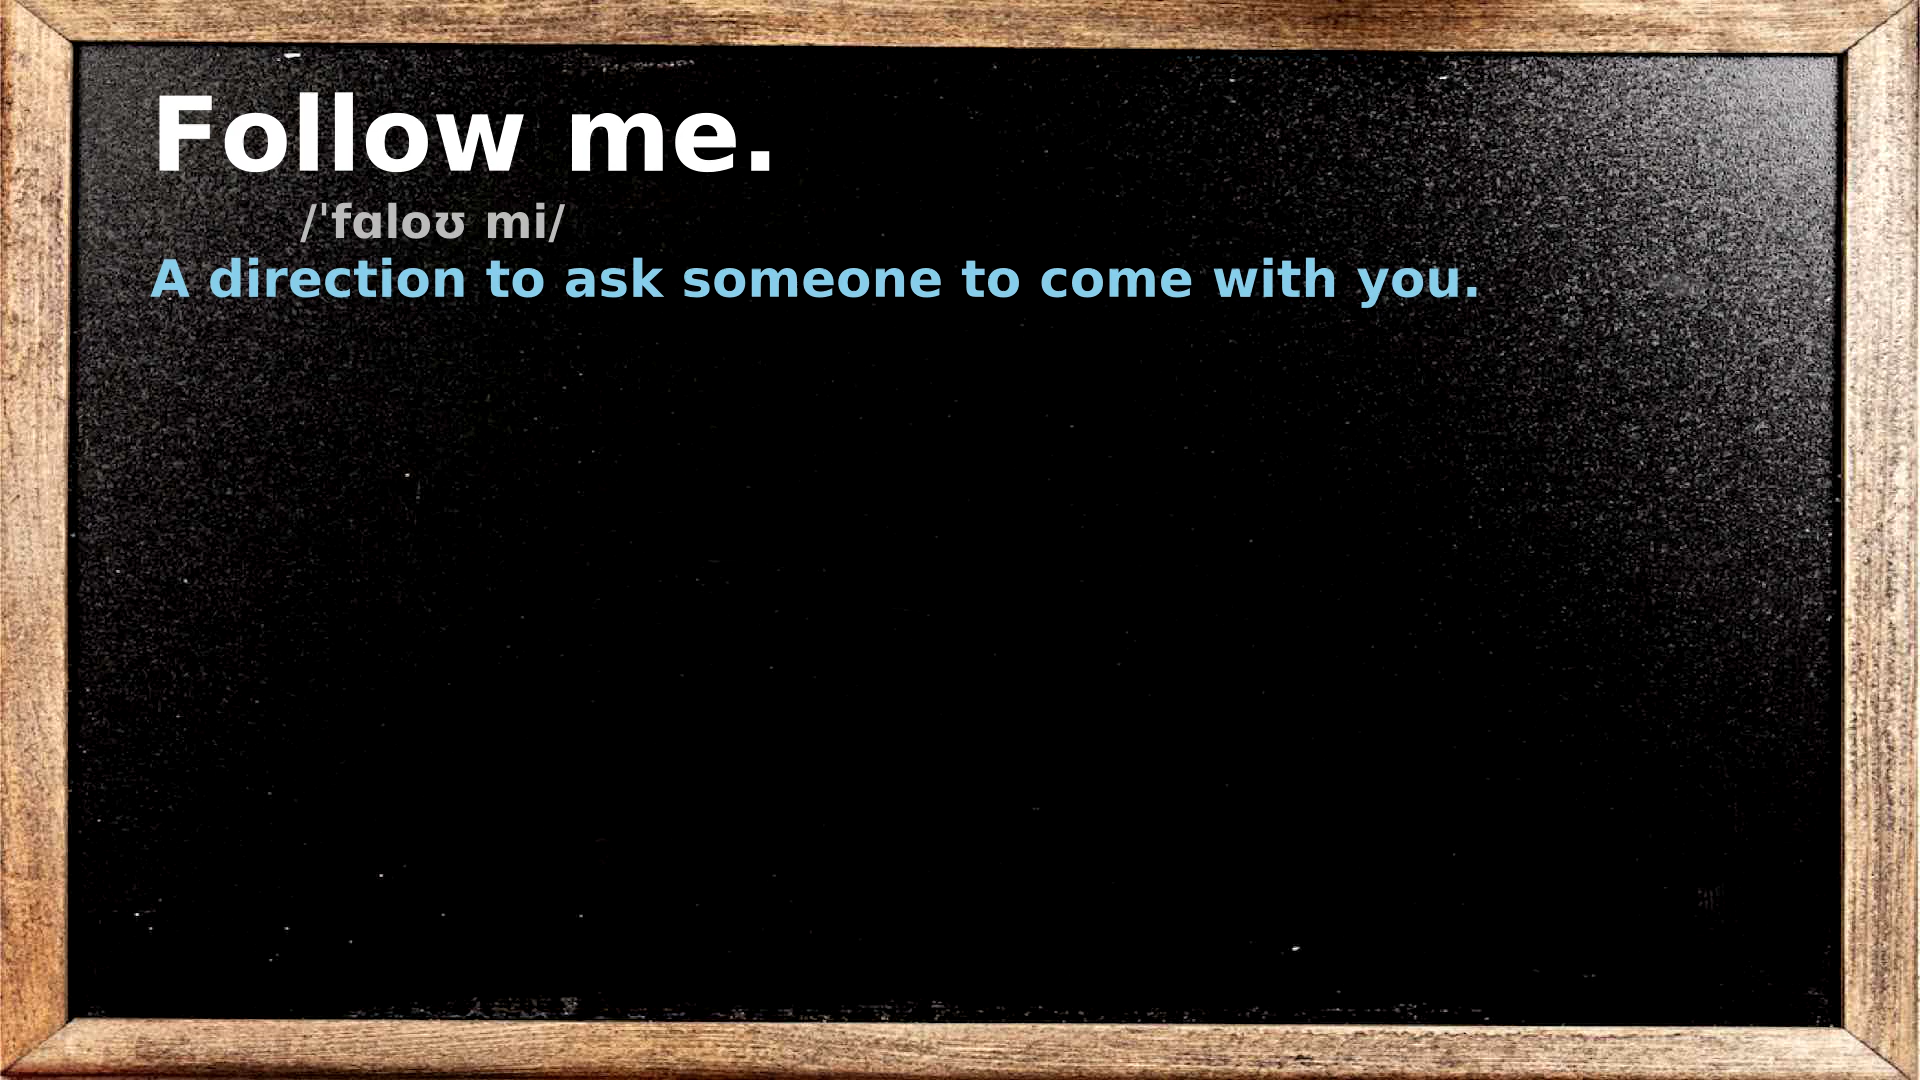 Follow me.
/ˈfɑloʊ mi/
A direction to ask someone to come with you.